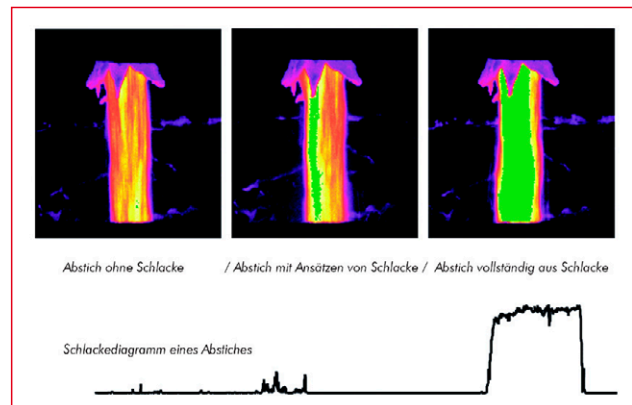 Abstich ohne Schlacke / Abstich mit Ansätzen von Schlacke / Abstich vollständig aus Schlacke
Schlackediagramm eines Abstiches